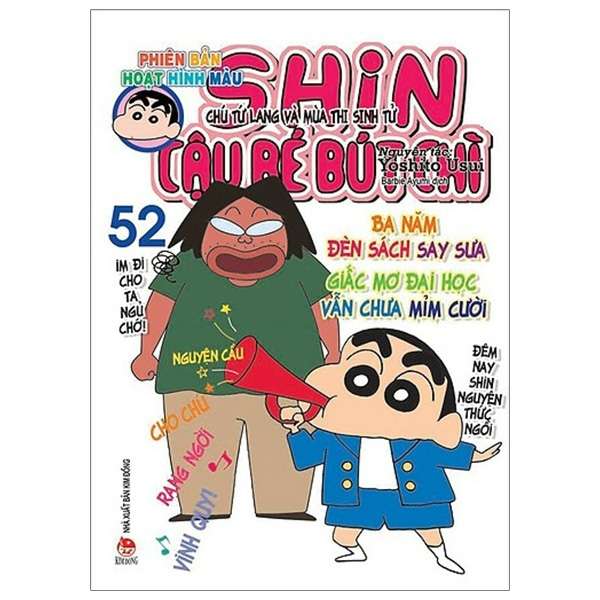 PHIÊN BẢN
HOẠT HÌNH MÀU
SHIN
CHÚ TỨ LANG VÀ MÙA THI SINH TỬ
CẬU BÉ BÚT CHÌ
Nguyên tác:
Yoshito Usui
Barbie Ayumi dịch
52
BA NĂM
ĐÈN SÁCH SAY SƯA
GIẤC MƠ ĐẠI HỌC
VẪN CHƯA MỈM CƯỜI
IM ĐI
CHO
TA
NGỦ
CHỚ!
NGUYỆN CẦU
CHO CHÚ
RẠNG NGỜI
VINH QUY!
ĐÊM
NAY
SHIN
NGUYÊN
THỨC
NGỒI
NHÀ XUẤT BẢN KIM ĐỒNG
KIM ĐỒNG